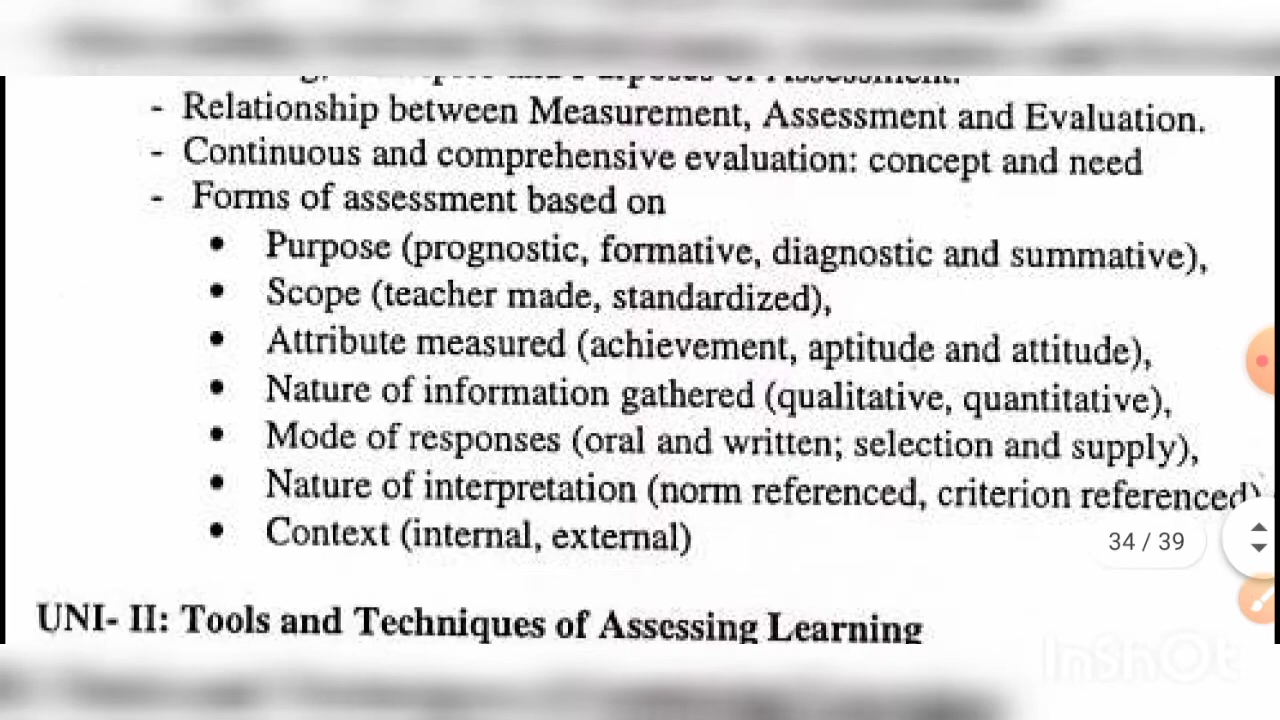 - Relationship between Measurement, Assessment and Evaluation.
- Continuous and comprehensive evaluation: concept and need
- Forms of assessment based on
• Purpose (prognostic, formative, diagnostic and summative),
• Scope (teacher made, standardized),
• Attribute measured (achievement, aptitude and attitude),
• Nature of information gathered (qualitative, quantitative),
• Mode of responses (oral and written; selection and supply),
• Nature of interpretation (norm referenced, criterion referenced)
• Context (internal, external)
34 / 39
UNI- II: Tools and Techniques of Assessing Learning
InShOt